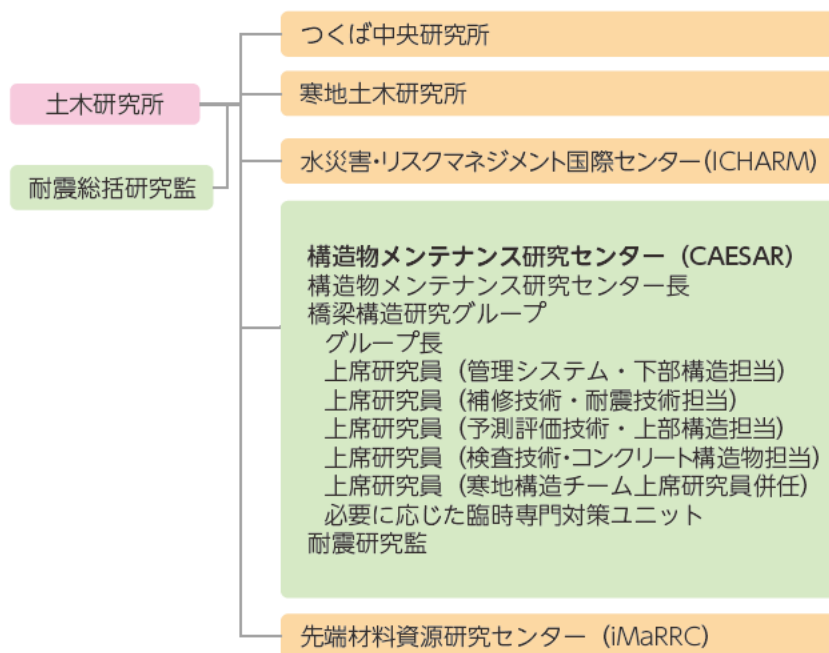 土木研究所
耐震総括研究監
つくば中央研究所
寒地土木研究所
水災害・リスクマネジメント国際センター(ICHARM)
構造物メンテナンス研究センター（CAESAR）
構造物メンテナンス研究センター長
橋梁構造研究グループ
グループ長
上席研究員（管理システム・下部構造担当）
上席研究員（補修技術・耐震技術担当）
上席研究員（予測評価技術・上部構造担当）
上席研究員（検査技術・コンクリート構造物担当）
上席研究員（寒地構造チーム上席研究員併任）
必要に応じた臨時専門対策ユニット
耐震研究監
先端材料資源研究センター（iMaRRC）